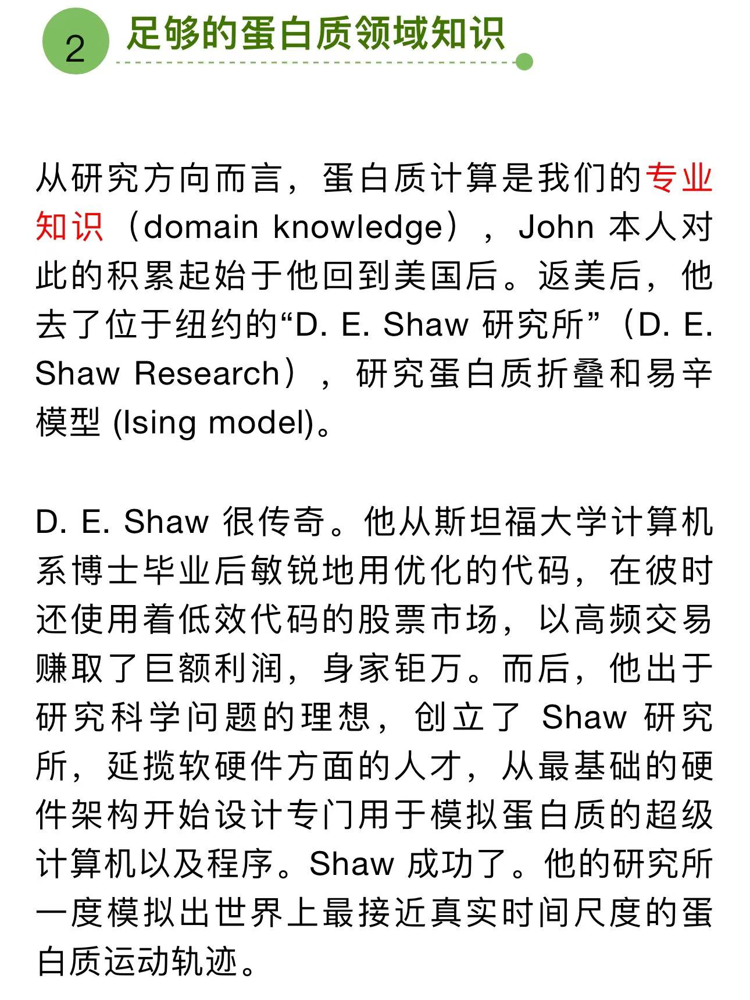 2
足够的蛋白质领域知识
从研究方向而言，蛋白质计算是我们的专业
知识（domain knowledge），John 本人对
此的积累起始于他回到美国后。返美后，他
去了位于纽约的“D. E. Shaw 研究所”（D. E.
Shaw Research），研究蛋白质折叠和易辛
模型 (Ising model)。
D. E. Shaw 很传奇。他从斯坦福大学计算机
系博士毕业后敏锐地用优化的代码，在彼时
还使用着低效代码的股票市场，以高频交易
赚取了巨额利润，身家钜万。而后，他出于
研究科学问题的理想，创立了 Shaw 研究
所，延揽软硬件方面的人才，从最基础的硬
件架构开始设计专门用于模拟蛋白质的超级
计算机以及程序。Shaw 成功了。他的研究所
一度模拟出世界上最接近真实时间尺度的蛋
白质运动轨迹。